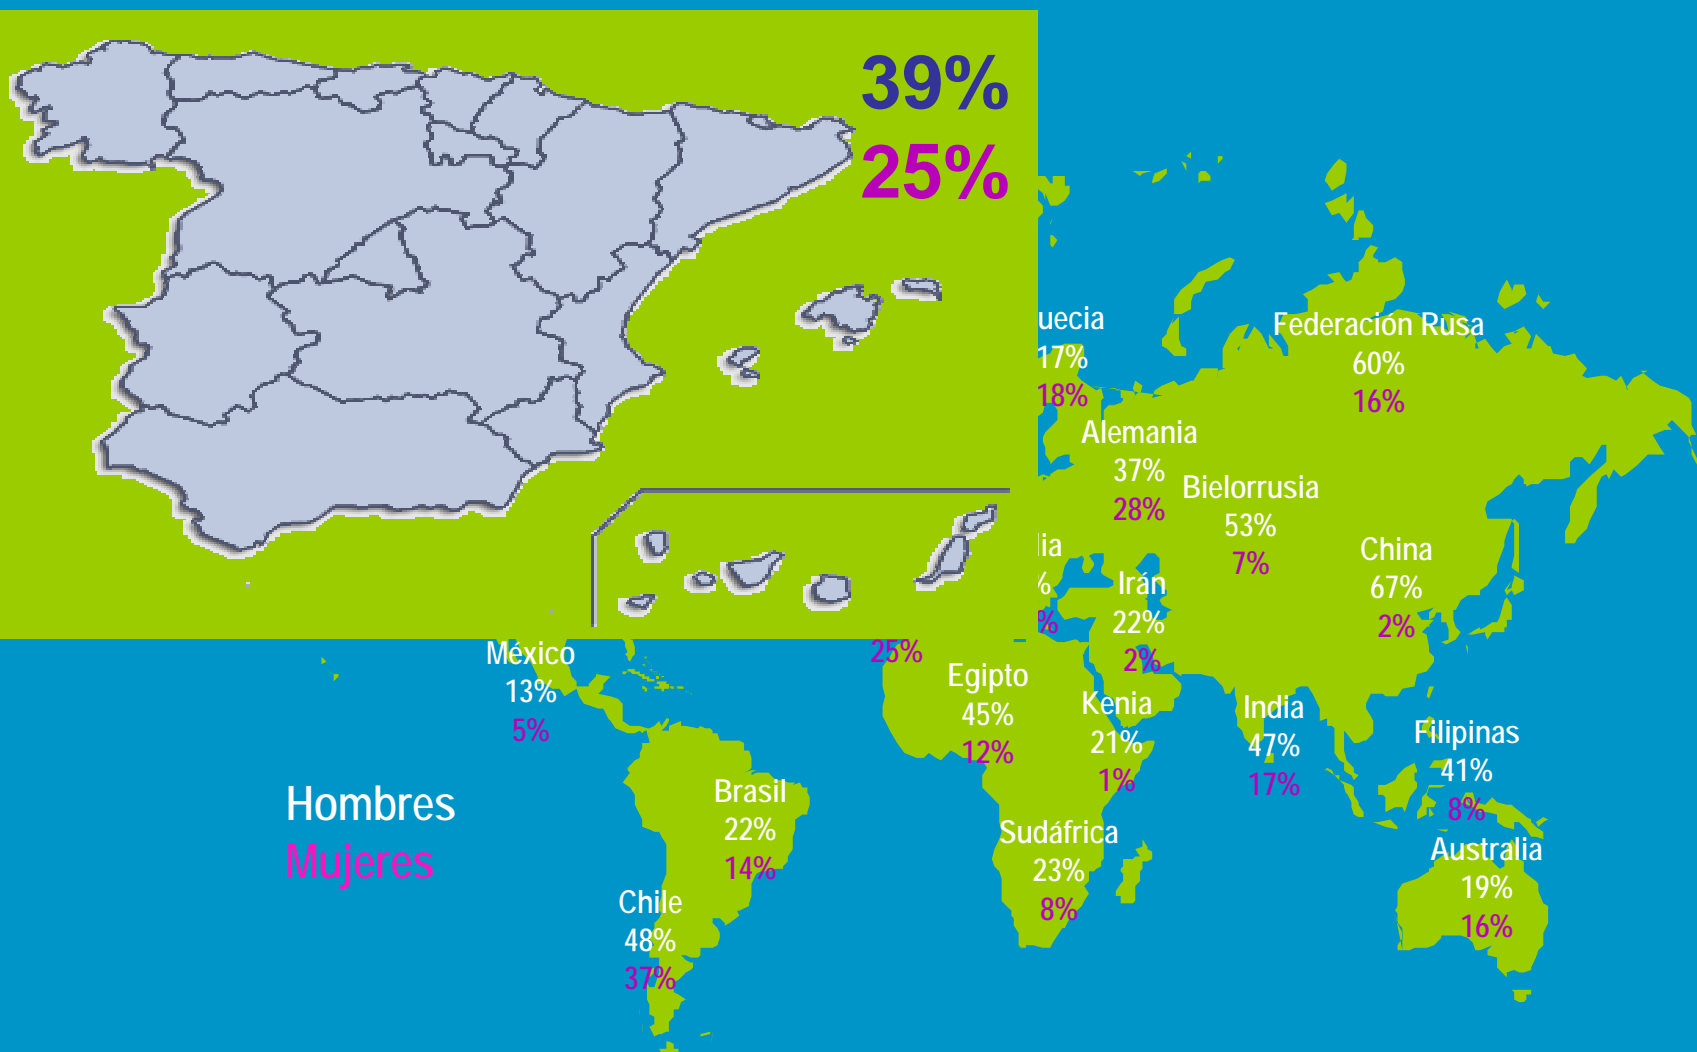 39%
25%
uecia
17%
18%
Federación Rusa
60%
16%
Alemania
37%
28%
Bielorrusia
53%
7%
China
67%
2%
lia
%
%
Irán
22%
2%
25%
México
13%
5%
Egipto
45%
12%
Kenia
21%
1%
India
47%
17%
Filipinas
41%
8%
Hombres
Mujeres
Brasil
22%
14%
Sudáfrica
23%
8%
Australia
19%
16%
Chile
48%
37%